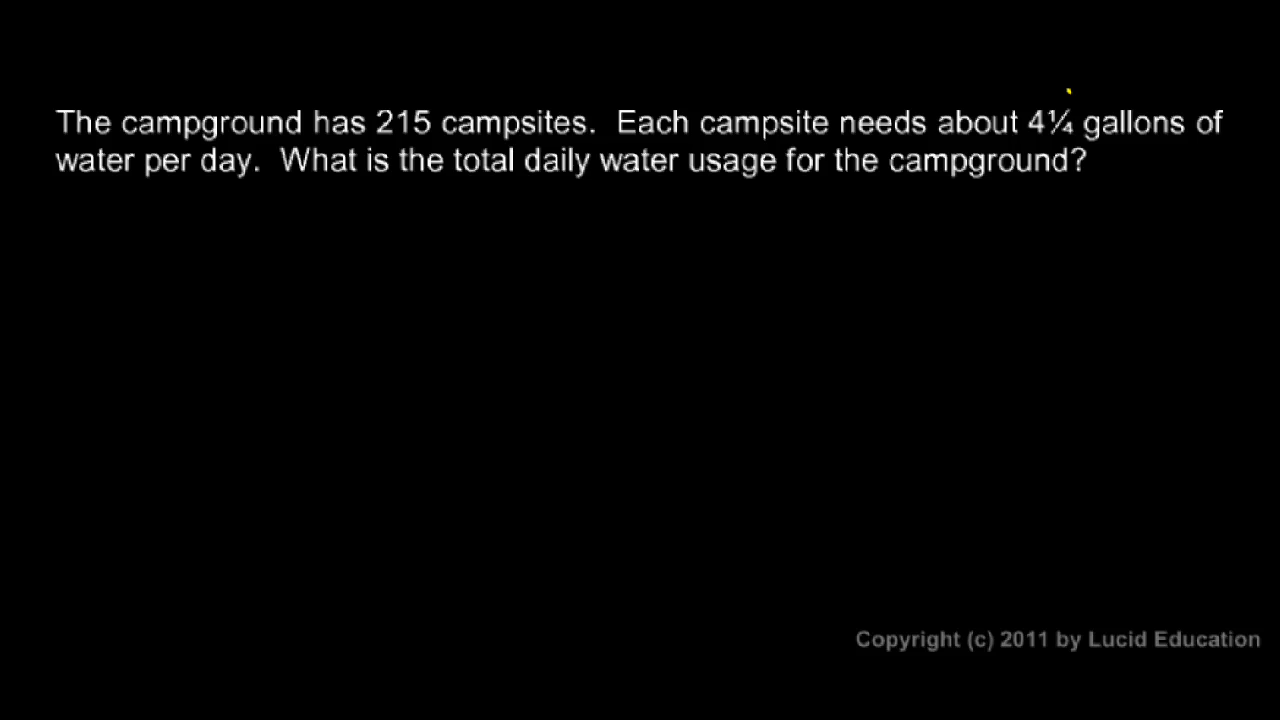 The campground has 215 campsites.  Each campsite needs about 4¼ gallons of
water per day.  What is the total daily water usage for the campground?
Copyright (c) 2011 by Lucid Education